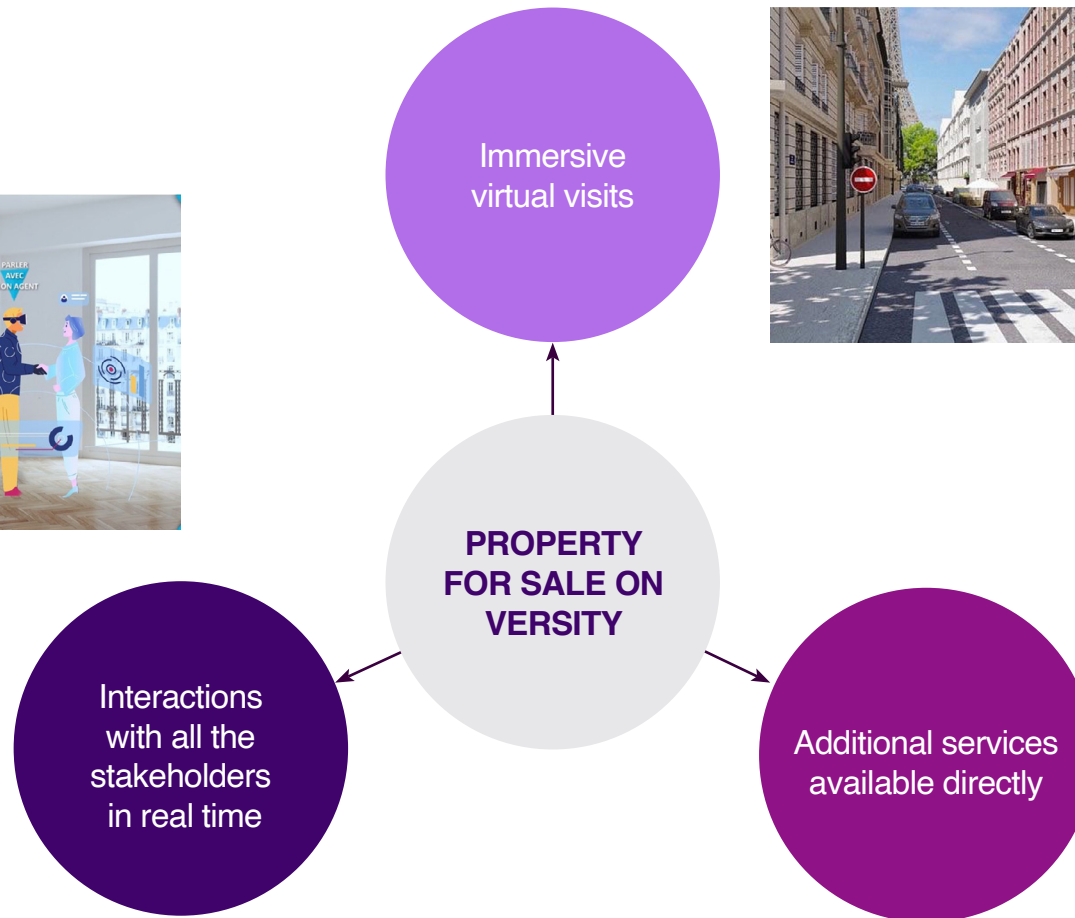 Immersive
virtual visits
PARLER
AVEC
ON AGENT
PROPERTY
FOR SALE ON
VERSITY
Interactions
with all the
stakeholders
in real time
Additional services
available directly